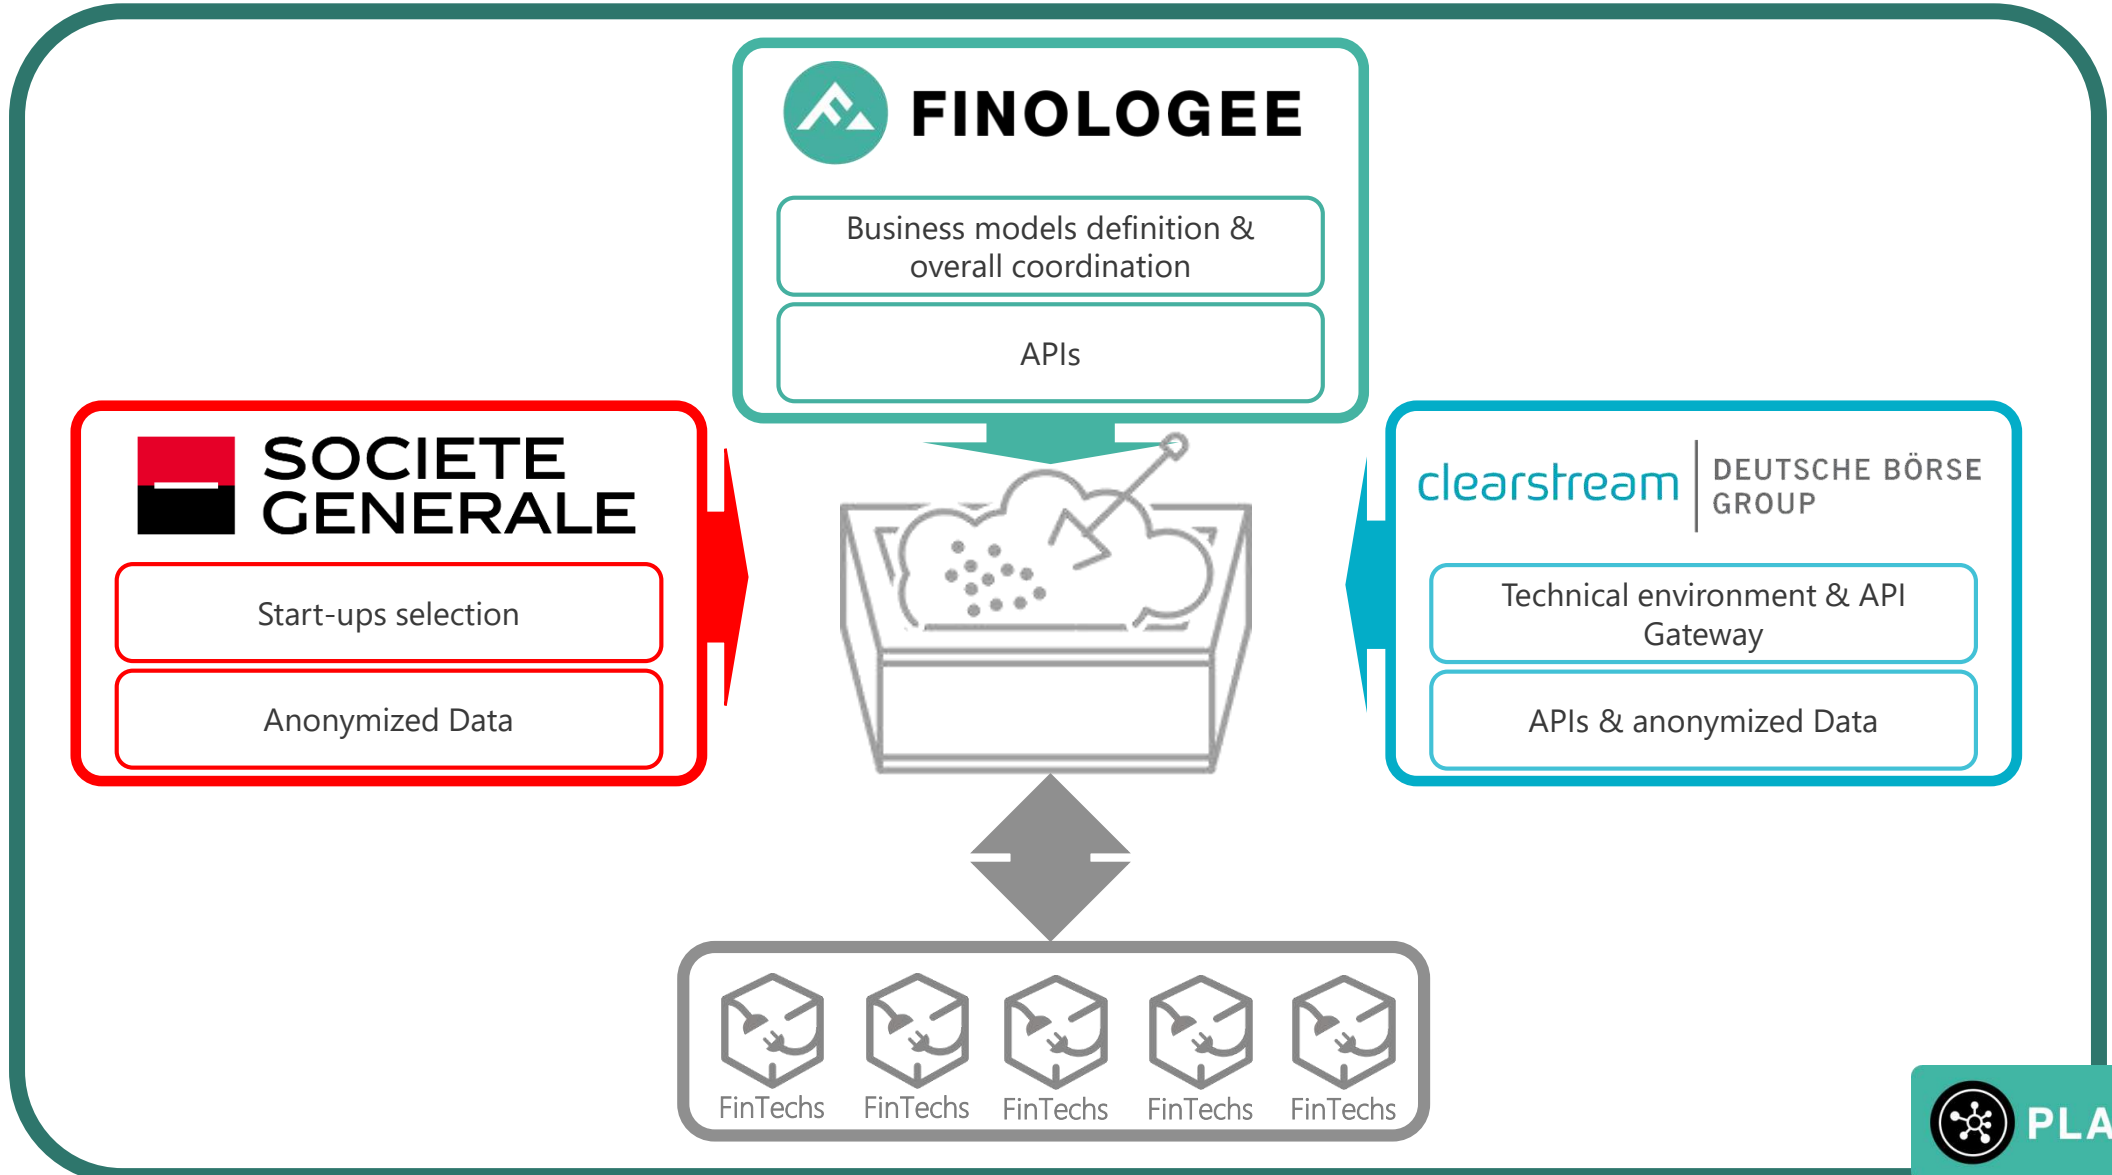 FINOLOGEE
Business models definition &
overall coordination
APIs
SOCIETE
GENERALE
Start-ups selection
Anonymized Data
clearstream
DEUTSCHE BÖRSE
GROUP
Technical environment & API
Gateway
APIs & anonymized Data
FinTechs FinTechs FinTechs FinTechs FinTechs
PLA